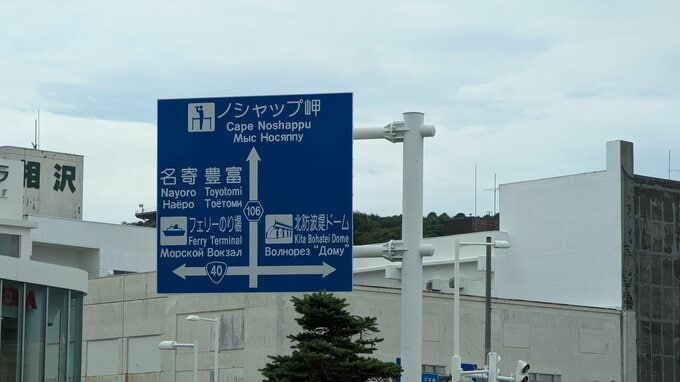 ノシャップ岬
Cape Noshappu
Мыс Носяппу
名寄 豊富
Nayoro Toyotomi
Наёро Тоётоми
106
フェリーのり場
Ferry Terminal
Морской Вокзал
北防波堤ドーム
Kita Bohatei Dome
Волнорез "Дому"
40
相沢